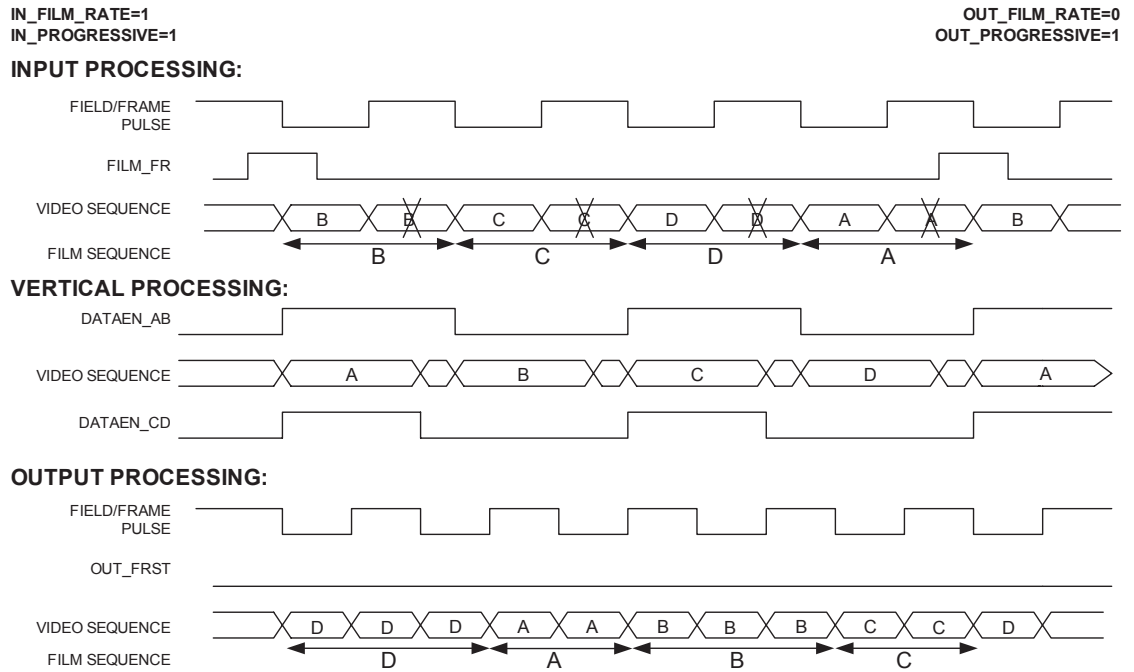 IN_FILM_RATE=1
IN_PROGRESSIVE=1
OUT_FILM_RATE=0
OUT_PROGRESSIVE=1
INPUT PROCESSING:
FIELD/FRAME
PULSE
FILM_FR
VIDEO SEQUENCE
B B C C D D A A B
FILM SEQUENCE
B C D A
VERTICAL PROCESSING:
DATAEN_AB
VIDEO SEQUENCE
A B C D A
DATAEN_CD
OUTPUT PROCESSING:
FIELD/FRAME
PULSE
OUT_FRST
VIDEO SEQUENCE
D D D A A B B B C C D
FILM SEQUENCE
D A B C